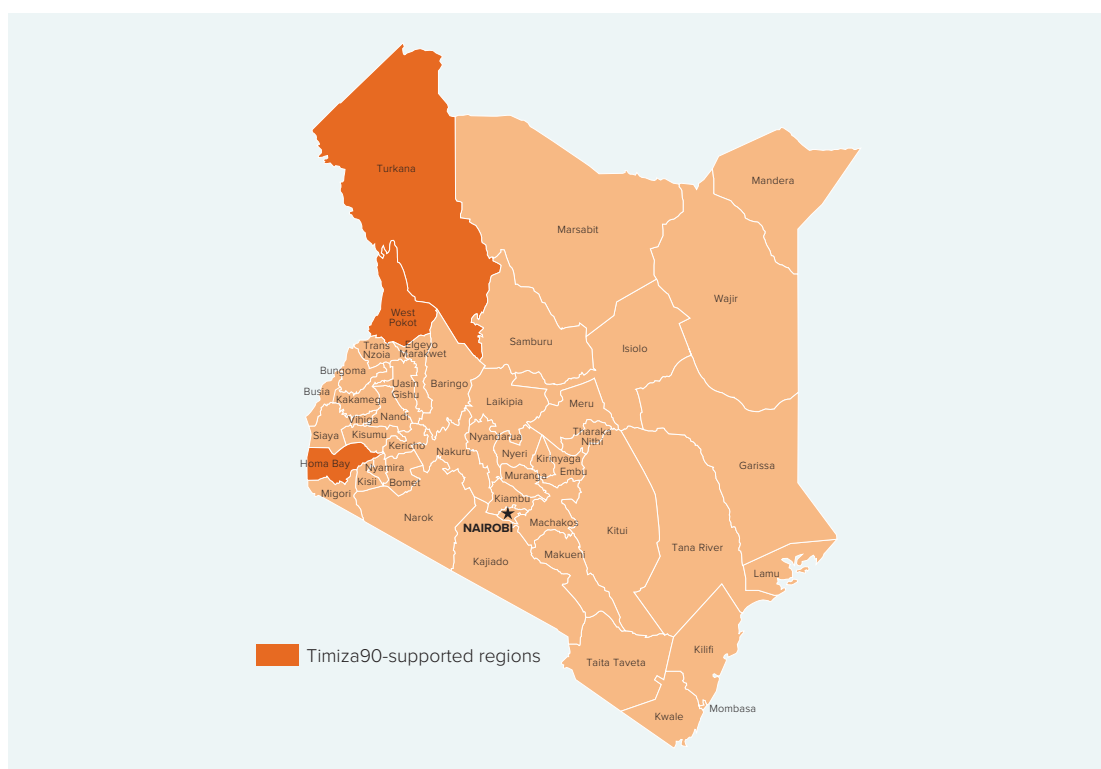 Turkana
Mandera
Marsabit
Wajir
West
Pokot
Samburu
Isiolo
Trans
Nzoia
Elgeyo
Marakwet
Bungoma
Uasin
Gishu
Baringo
Busia
Kakamega
Laikipia
Meru
Vihiga
Nandi
Siaya
Kisumu
Kericho
Nakuru
Nyandarua
Tharaka
Nithi
Nyeri
Kirinyaga
Embu
Garissa
Homa Bay
Nyamira
Muranga
Kisii
Bomet
Migori
Kiambu
Narok
NAIROBI
Machakos
Kitui
Tana River
Makueni
Kajiado
Lamu
Timiza90-supported regions
Taita Taveta
Kilifi
Mombasa
Kwale